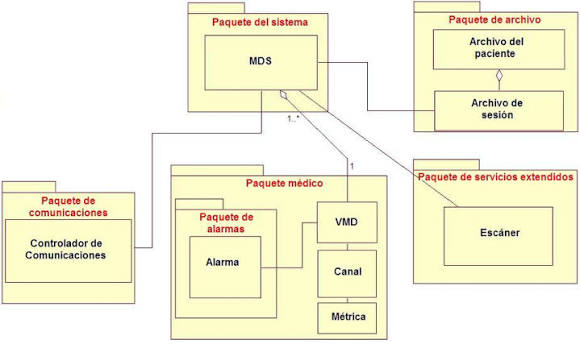 Paquete del sistema
MDS
Paquete de archivo
Archivo del
paciente
Archivo de
sesión
1..*
1
Paquete de
comunicaciones
Controlador de
Comunicaciones
Paquete médico
Paquete de
alarmas
Alarma
VMD
Canal
Métrica
Paquete de servicios extendidos
Escáner